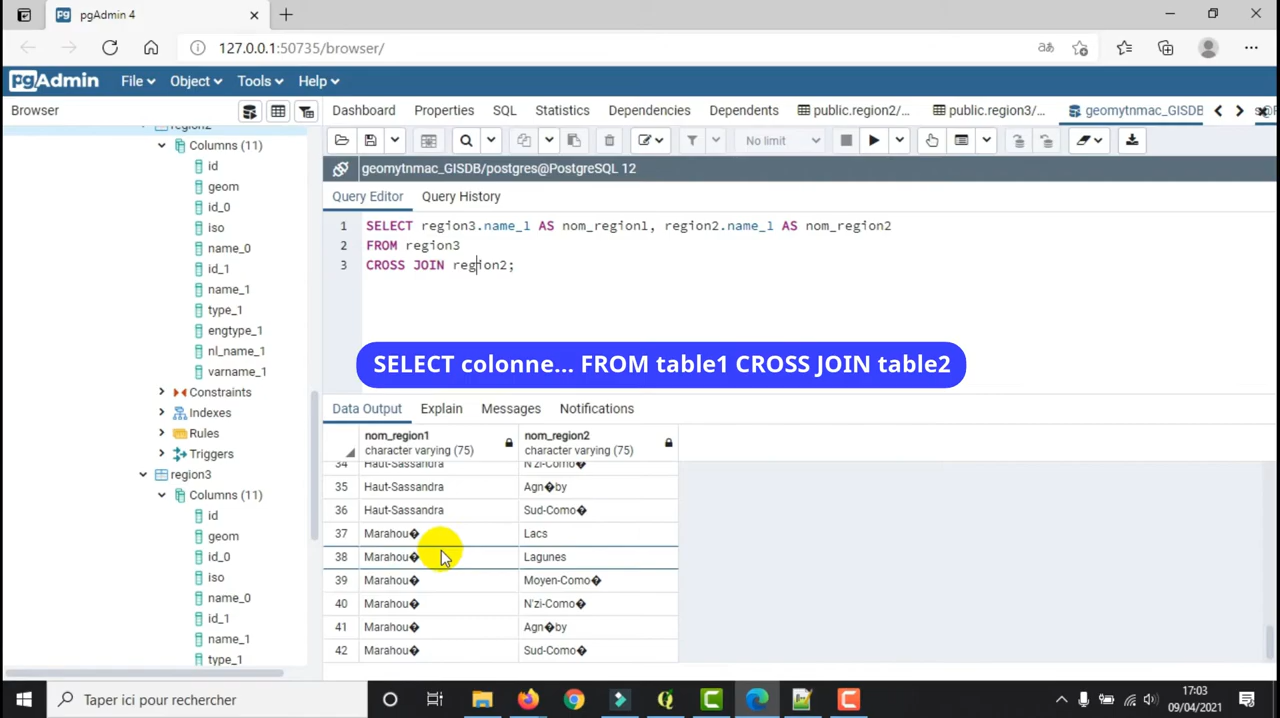 pgAdmin 4
127.0.0.1:50735/browser/
pgAdmin File Object Tools Help
Browser
Dashboard Properties SQL Statistics Dependencies Dependents public.region2/... public.region3/... geomytnmac_GISDB
region2
Columns (11)
id
geom
id_0
iso
name_0
id_1
name_1
type_1
engtype_1
nl_name_1
varname_1
Constraints
Indexes
Rules
Triggers
region3
Columns (11)
id
geom
id_0
iso
name_0
id_1
name_1
type_1
No limit
geomytnmac_GISDB/postgres@PostgreSQL 12
Query Editor Query History
1 SELECT region3.name_1 AS nom_region1, region2.name_1 AS nom_region2
2 FROM region3
3 CROSS JOIN region2;
SELECT colonne... FROM table1 CROSS JOIN table2
Data Output Explain Messages Notifications
nom_region1 nom_region2
character varying (75) character varying (75)
34 Haut-Sassandra N'zi-Como�
35 Haut-Sassandra Agn�by
36 Haut-Sassandra Sud-Como�
37 Marahou� Lacs
38 Marahou� Lagunes
39 Marahou� Moyen-Como�
40 Marahou� N'zi-Como�
41 Marahou� Agn�by
42 Marahou� Sud-Como�
Taper ici pour rechercher
17:03
09/04/2021